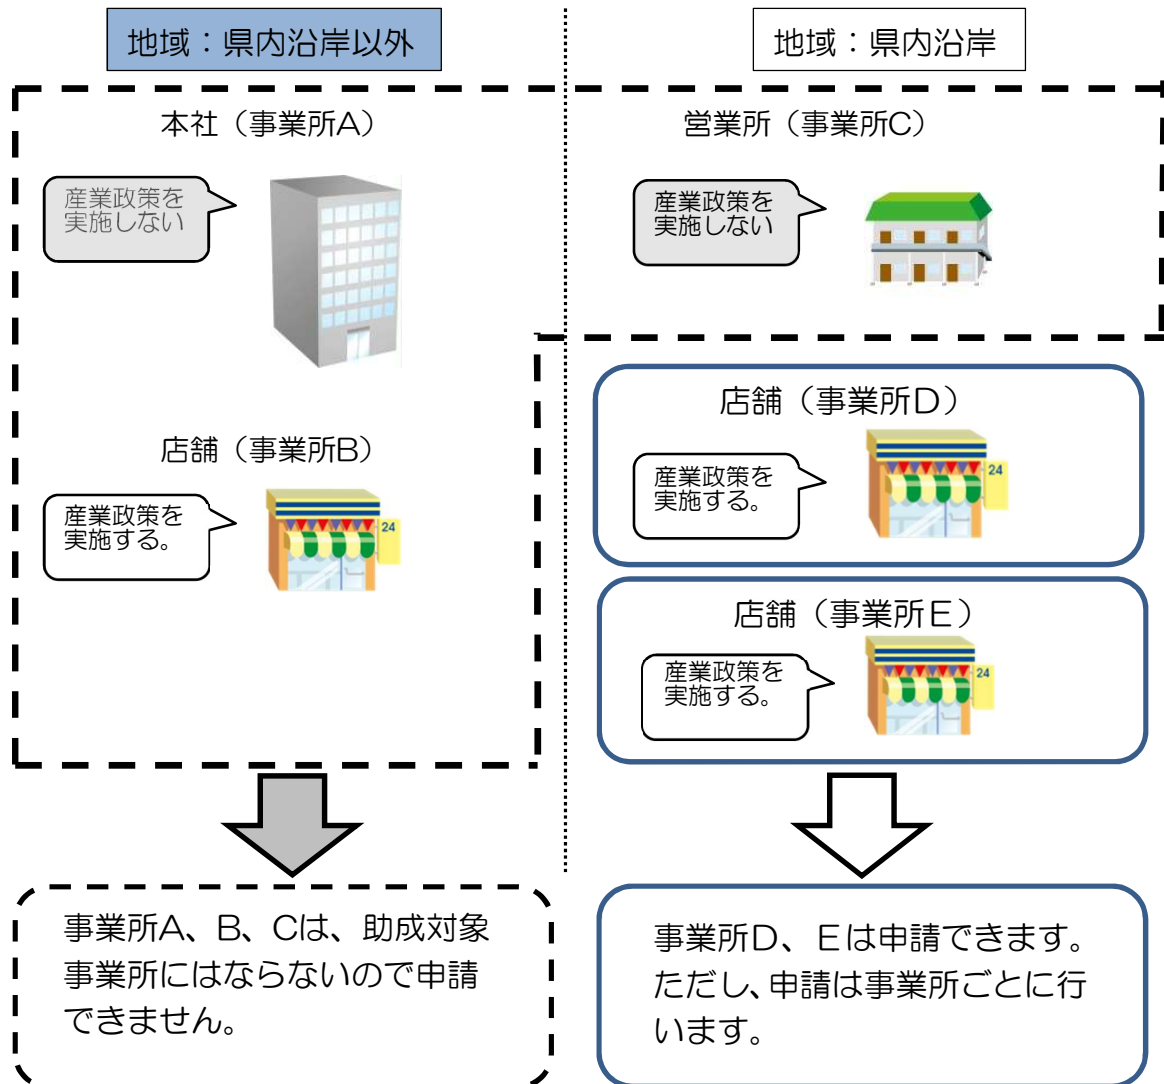 地域：県内沿岸以外
地域：県内沿岸
本社（事業所A）
産業政策を
実施しない
店舗（事業所B）
産業政策を
実施する。
24
営業所（事業所C）
産業政策を
実施しない
店舗（事業所D）
産業政策を
実施する。
24
店舗（事業所E）
産業政策を
実施する。
24
事業所A、B、Cは、助成対象
事業所にはならないので申請
できません。
事業所D、Eは申請できます。
ただし、申請は事業所ごとに行
います。